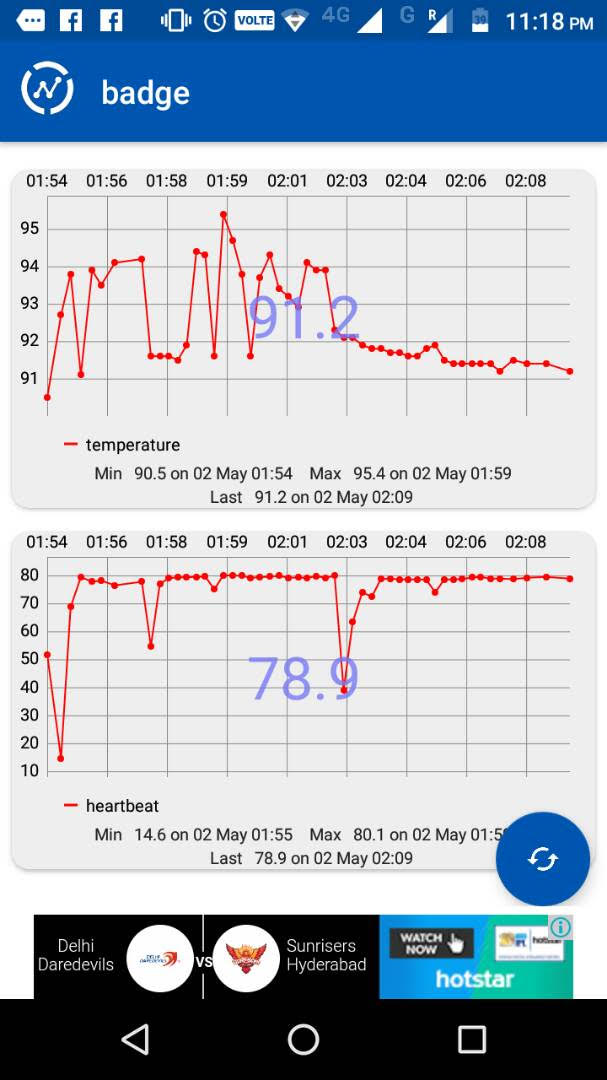 VOLTE 4G G R 39 11:18 PM
badge
01:54 01:56 01:58 01:59 02:01 02:03 02:04 02:06 02:08
95
94
93
92
91
91.2
temperature
Min 90.5 on 02 May 01:54 Max 95.4 on 02 May 01:59
Last 91.2 on 02 May 02:09
01:54 01:56 01:58 01:59 02:01 02:03 02:04 02:06 02:08
80
70
60
50
40
30
20
10
78.9
heartbeat
Min 14.6 on 02 May 01:55 Max 80.1 on 02 May
Last 78.9 on 02 May 02:09
Delhi
Daredevils
VS
Sunrisers
Hyderabad
WATCH
NOW
hotstar